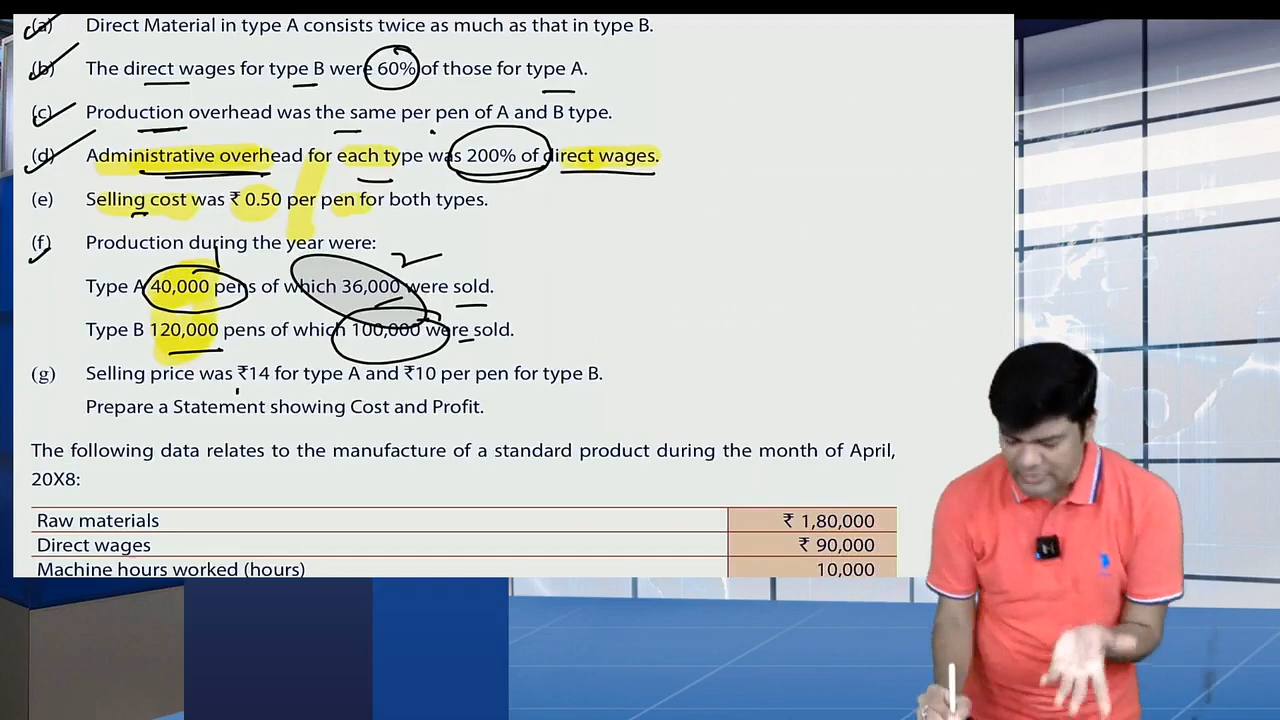 (a) Direct Material in type A consists twice as much as that in type B.
(b) The direct wages for type B were 60% of those for type A.
(c) Production overhead was the same per pen of A and B type.
(d) Administrative overhead for each type was 200% of direct wages.
(e) Selling cost was ₹ 0.50 per pen for both types.
(f) Production during the year were:
Type A 40,000 pens of which 36,000 were sold.
Type B 120,000 pens of which 100,000 were sold.
(g) Selling price was ₹14 for type A and ₹10 per pen for type B.
Prepare a Statement showing Cost and Profit.
The following data relates to the manufacture of a standard product during the month of April,
20X8:
Raw materials ₹ 1,80,000
Direct wages ₹ 90,000
Machine hours worked (hours) 10,000